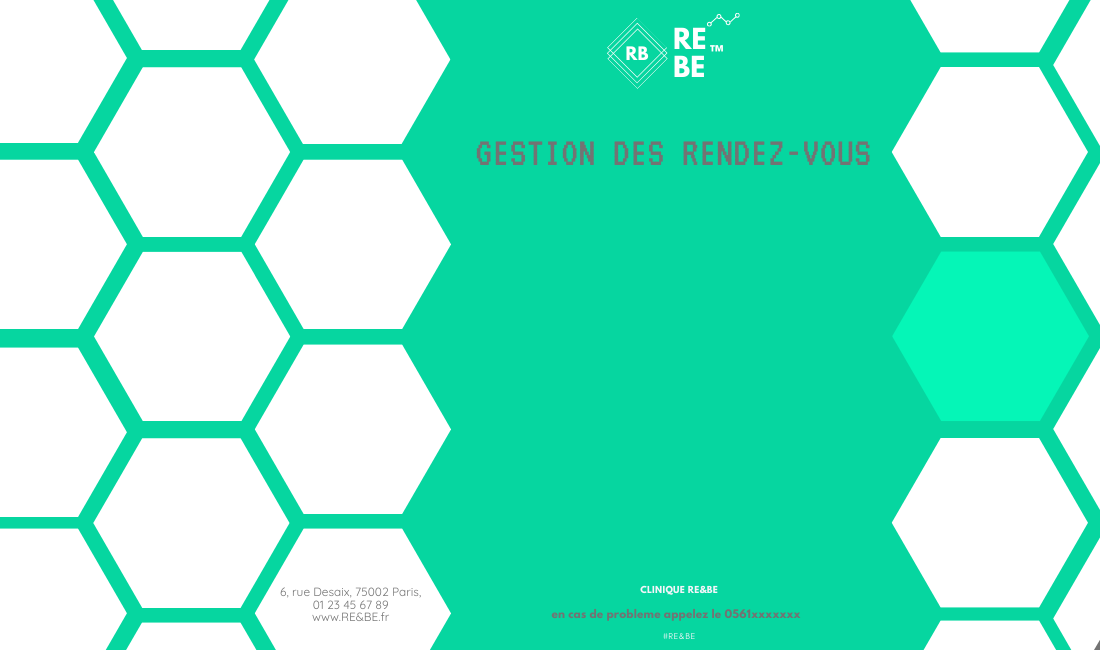 RB
RE ™
BE
GESTION DES RENDEZ-VOUS
6, rue Desaix, 75002 Paris,
01 23 45 67 89
www.RE&BE.fr
CLINIQUE RE&BE
en cas de probleme appelez le 0561xxxxxxx
#RE&BE